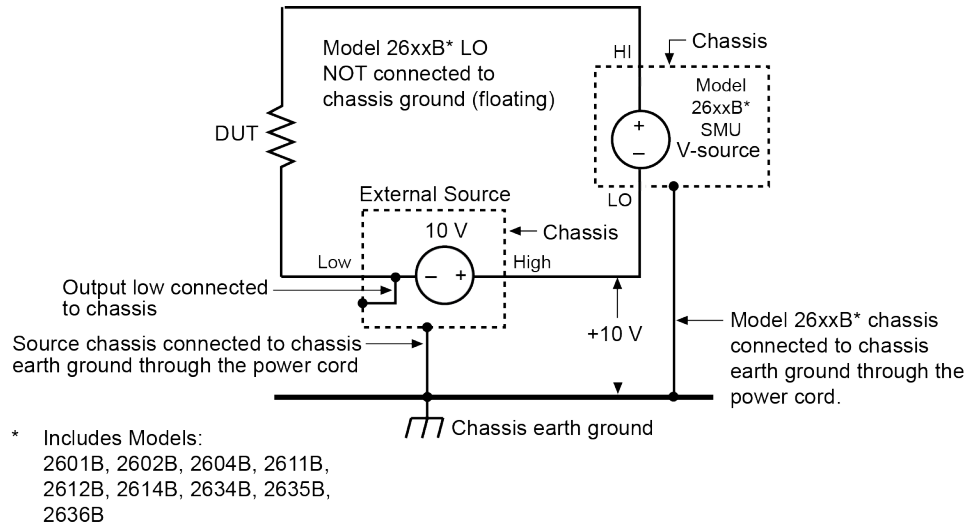 Model 26xxB* LO
NOT connected to
chassis ground (floating)
HI
Chassis
Model
26xxB*
SMU
V-source
+
–
DUT
LO
External Source
10 V
Chassis
Low
– +
High
Output low connected
to chassis
+10 V
Source chassis connected to chassis
earth ground through the power cord
Model 26xxB* chassis
connected to chassis
earth ground through the
power cord.
Chassis earth ground
* Includes Models:
2601B, 2602B, 2604B, 2611B,
2612B, 2614B, 2634B, 2635B,
2636B